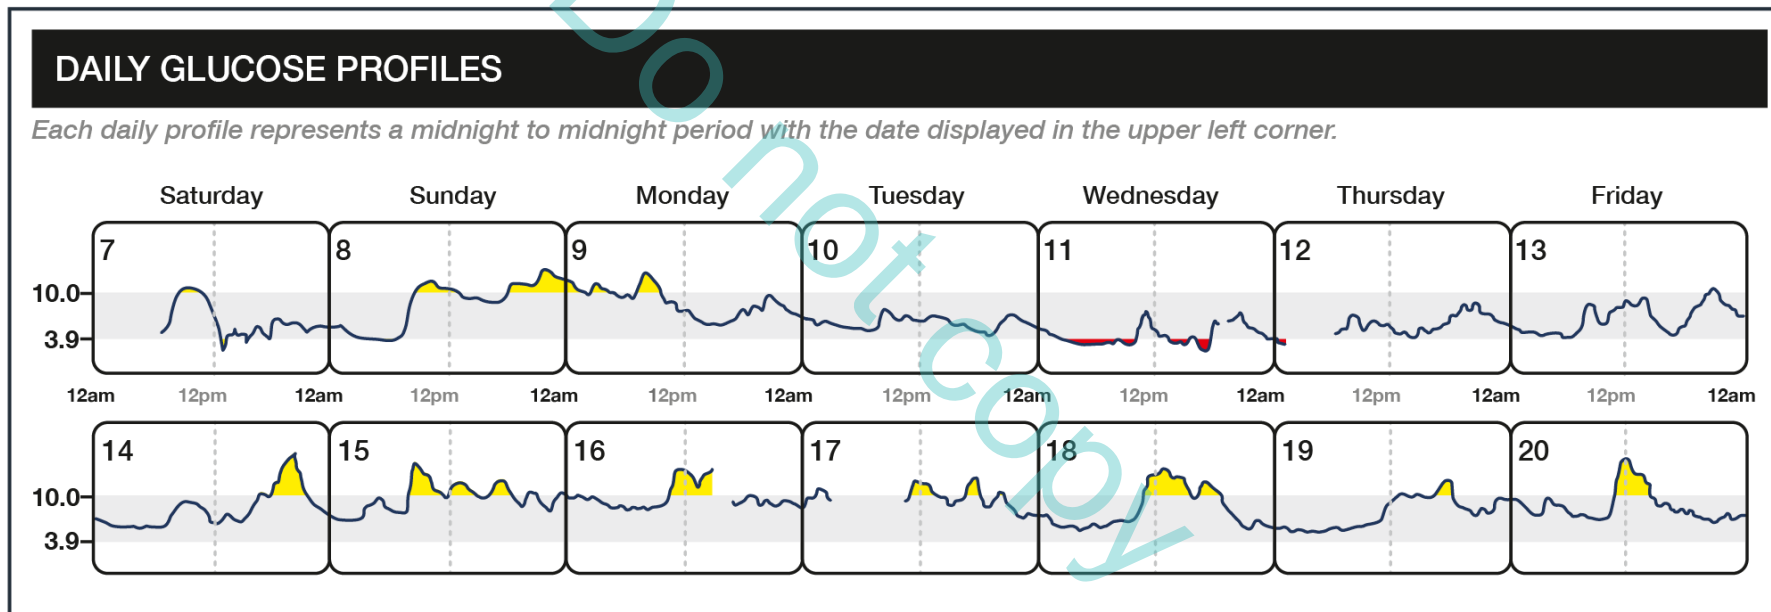 DAILY GLUCOSE PROFILES
Each daily profile represents a midnight to midnight period with the date displayed in the upper left corner.
Saturday Sunday Monday Tuesday Wednesday Thursday Friday
7 8 9 10 11 12 13
10.0
3.9
12am 12pm 12am 12pm 12am 12pm 12am 12pm 12am 12pm 12am 12pm 12am 12pm 12am
14 15 16 17 18 19 20
10.0
3.9
Do not copy